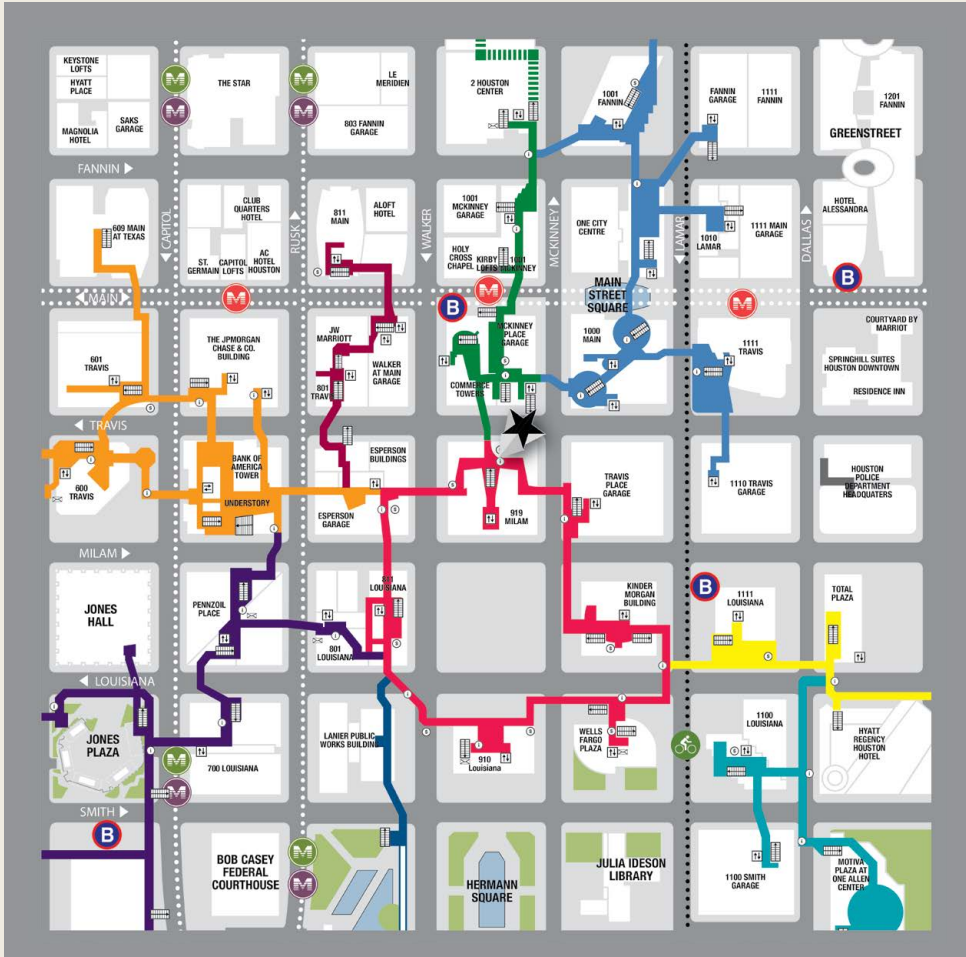 KEYSTONE
LOFTS
HYATT
PLACE
MAGNOLIA
HOTEL
SAKS
GARAGE
M
M
THE STAR
M
M
LE
MERIDIEN
803 FANNIN
GARAGE
2 HOUSTON
CENTER
1001
FANNIN
FANNIN
GARAGE
1111
FANNIN
1201
FANNIN
GREENSTREET
FANNIN
609 MAIN
AT TEXAS
CAPITOL
CLUB
QUARTERS
HOTEL
ST.
GERMAIN
CAPITOL
LOFTS
AC
HOTEL
HOUSTON
RUSK
811
MAIN
ALOFT
HOTEL
WALKER
1001
MCKINNEY
GARAGE
HOLY
CROSS
CHAPEL
KIRBY
LOFTS
1001
MCKINNEY
MCKINNEY
ONE CITY
CENTRE
LAMAR
1010
LAMAR
1111 MAIN
GARAGE
DALLAS
HOTEL
ALESSANDRA
B
MAIN
M
B
M
MAIN
STREET
SQUARE
M
601
TRAVIS
THE JPMORGAN
CHASE & CO.
BUILDING
JW
MARRIOTT
801
TRAVIS
WALKER
AT MAIN
GARAGE
MCKINNEY
PLACE
GARAGE
COMMERCE
TOWERS
1000
MAIN
1111
TRAVIS
COURTYARD BY
MARRIOT
SPRINGHILL SUITES
HOUSTON DOWNTOWN
RESIDENCE INN
TRAVIS
600
TRAVIS
BANK OF
AMERICA
TOWER
UNDERSTORY
ESPERSON
BUILDINGS
ESPERSON
GARAGE
919
MILAM
TRAVIS
PLACE
GARAGE
1110 TRAVIS
GARAGE
HOUSTON
POLICE
DEPARTMENT
HEADQUATERS
MILAM
JONES
HALL
PENNZOIL
PLACE
811
LOUISIANA
801
LOUISIANA
KINDER
MORGAN
BUILDING
B
1111
LOUISIANA
TOTAL
PLAZA
LOUISIANA
JONES
PLAZA
M
M
700 LOUISIANA
LANIER PUBLIC
WORKS BUILDING
910
Louisiana
WELLS
FARGO
PLAZA
1100
LOUISIANA
HYATT
REGENCY
HOUSTON
HOTEL
SMITH
B
BOB CASEY
FEDERAL
COURTHOUSE
M
M
HERMANN
SQUARE
JULIA IDESON
LIBRARY
1100 SMITH
GARAGE
MOTIVA
PLAZA AT
ONE ALLEN
CENTER